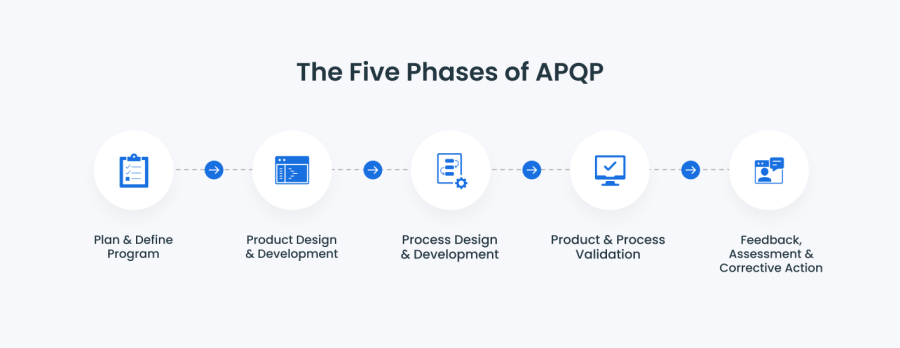 The Five Phases of APQP
Plan & Define
Program
Product Design
& Development
Process Design
& Development
Product & Process
Validation
Feedback,
Assessment &
Corrective Action